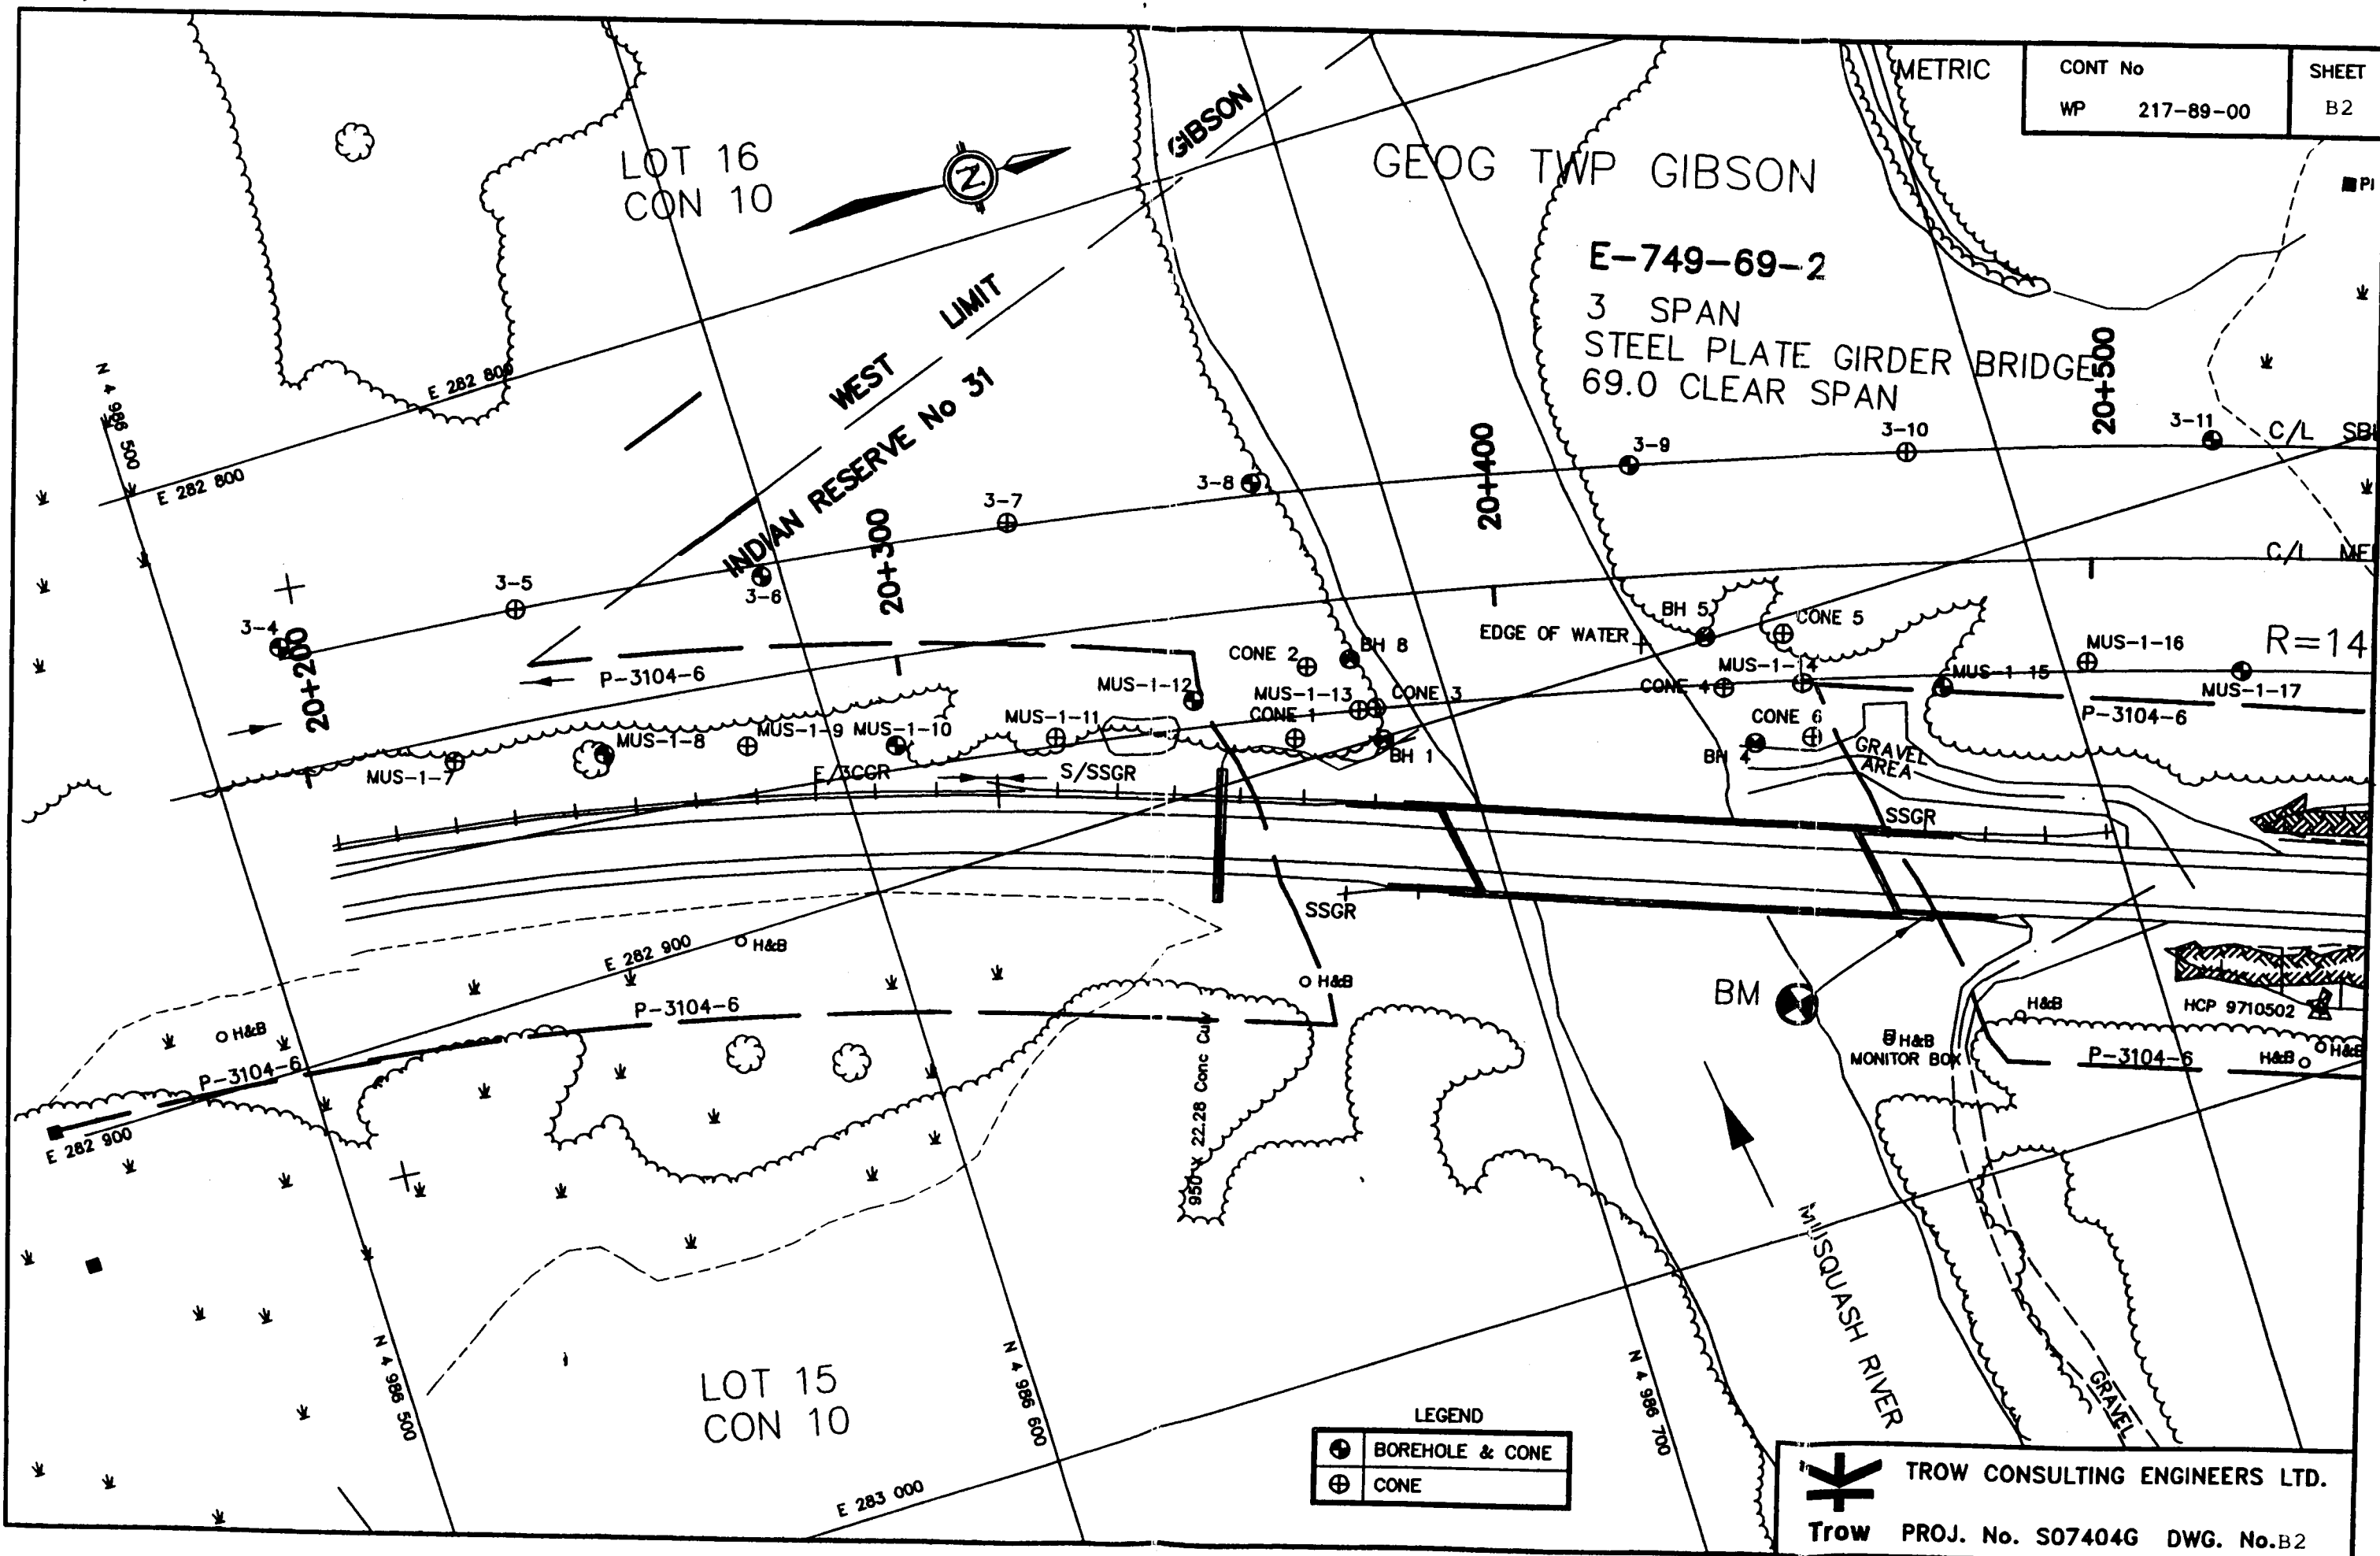 METRIC
CONT No
WP 217-89-00
SHEET
B2
LOT 16
CON 10
N
GIBSON
GEOG TWP GIBSON
E-749-69-2
3 SPAN
STEEL PLATE GIRDER BRIDGE
69.0 CLEAR SPAN
WEST LIMIT
INDIAN RESERVE No 31
N 4 986 500
E 282 800
E 282 800
20+200
20+300
20+400
20+500
3-4
3-5
3-6
3-7
3-8
3-9
3-10
3-11
C/L
C/L
P-3104-6
EDGE OF WATER
BH 5
CONE 5
BH 8
CONE 2
MUS-1-12
MUS-1-13
CONE 3
CONE 1
BH 1
MUS-1-14
CONE 4
MUS-1-15
MUS-1-16
MUS-1-17
R=14
P-3104-6
CONE 6
BH 4
GRAVEL
AREA
MUS-1-7
MUS-1-8
MUS-1-9
MUS-1-10
MUS-1-11
S/SSGR
SSGR
SSGR
E 282 900
H&B
H&B
H&B
P-3104-6
P-3104-6
E 282 900
950 X 22.28 Conc Culv
BM
H&B
MONITOR BOX
H&B
HCP 9710502
P-3104-6
H&B
H&B
MUSQUASH RIVER
GRAVEL
N 4 986 500
N 4 986 600
N 4 986 700
LOT 15
CON 10
E 283 000
LEGEND
BOREHOLE & CONE
CONE
TROW CONSULTING ENGINEERS LTD.
Trow PROJ. No. S07404G DWG. No.B2